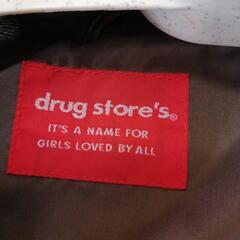 drug store's®
IT'S A NAME FOR
GIRLS LOVED BY ALL